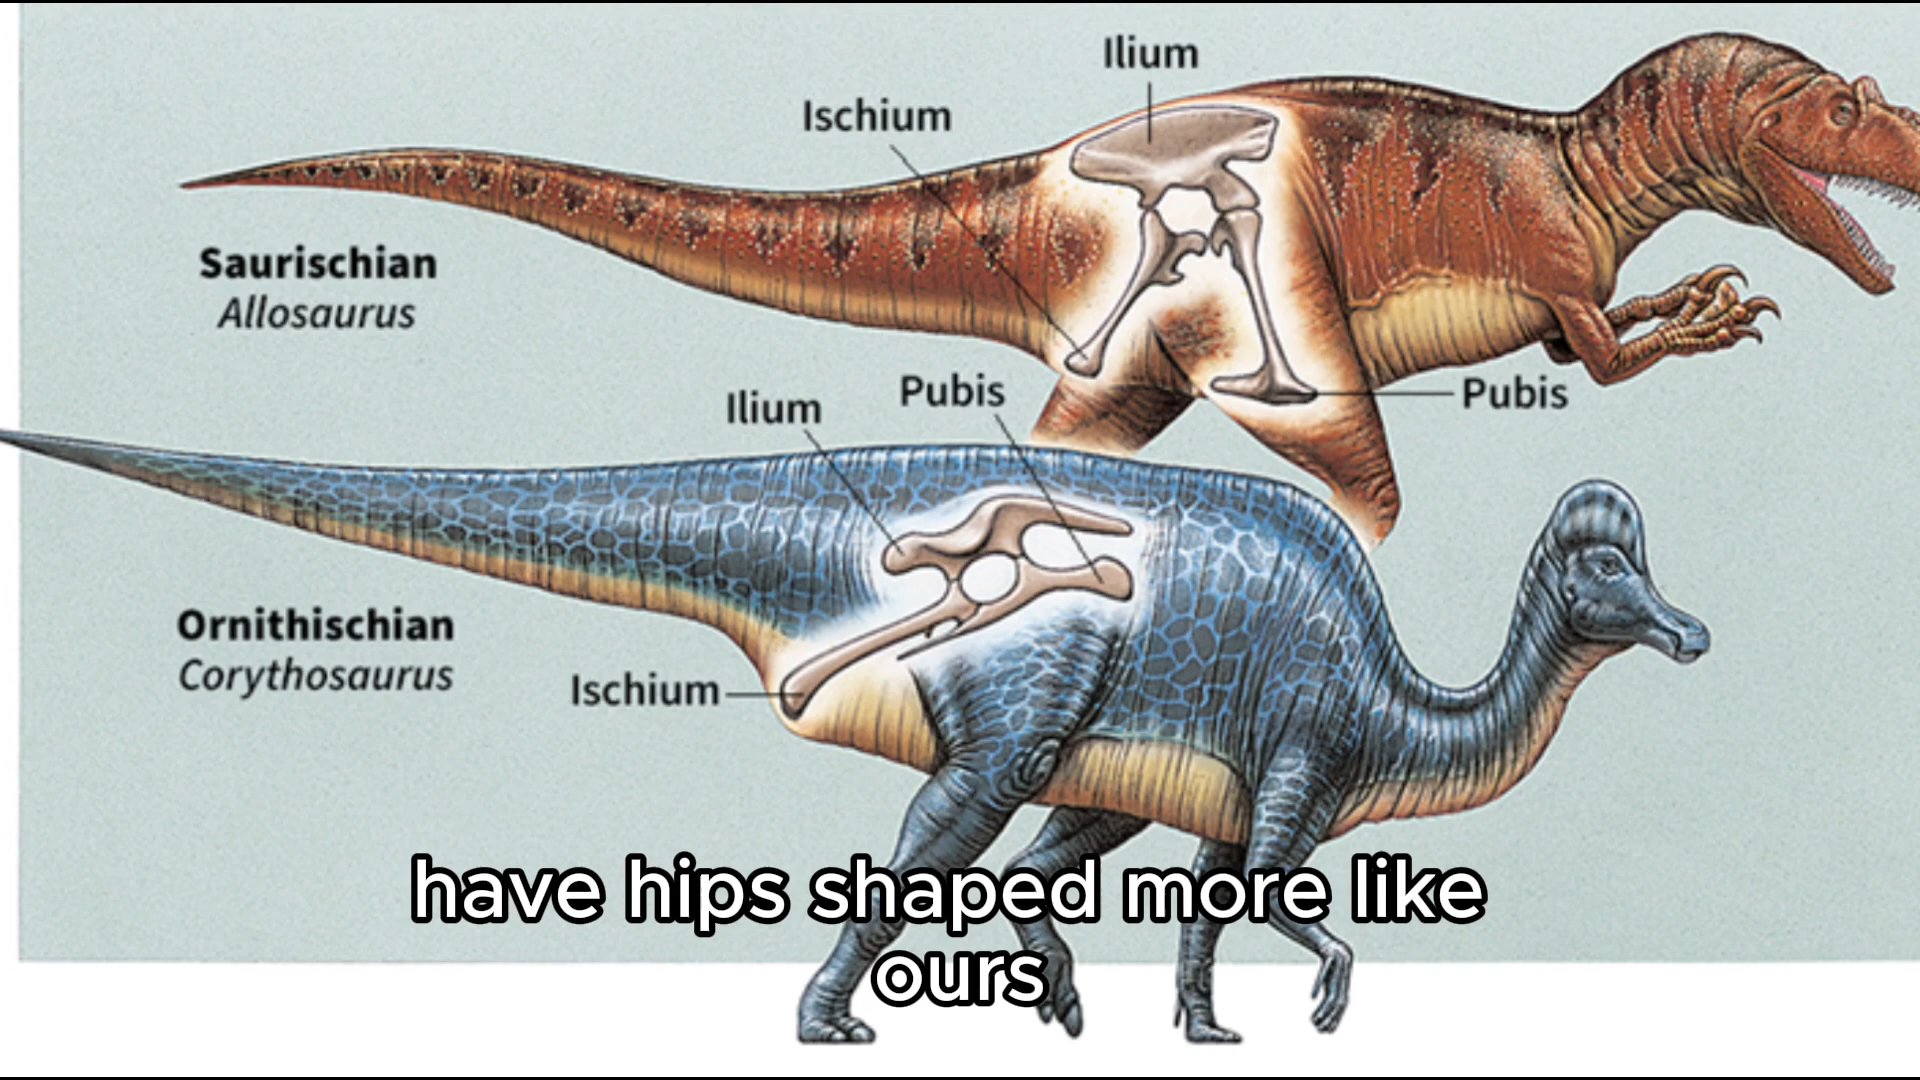 Ilium
Ischium
Saurischian
Allosaurus
Pubis
Ilium
Pubis
Ornithischian
Corythosaurus
Ischium
have hips shaped more like
ours